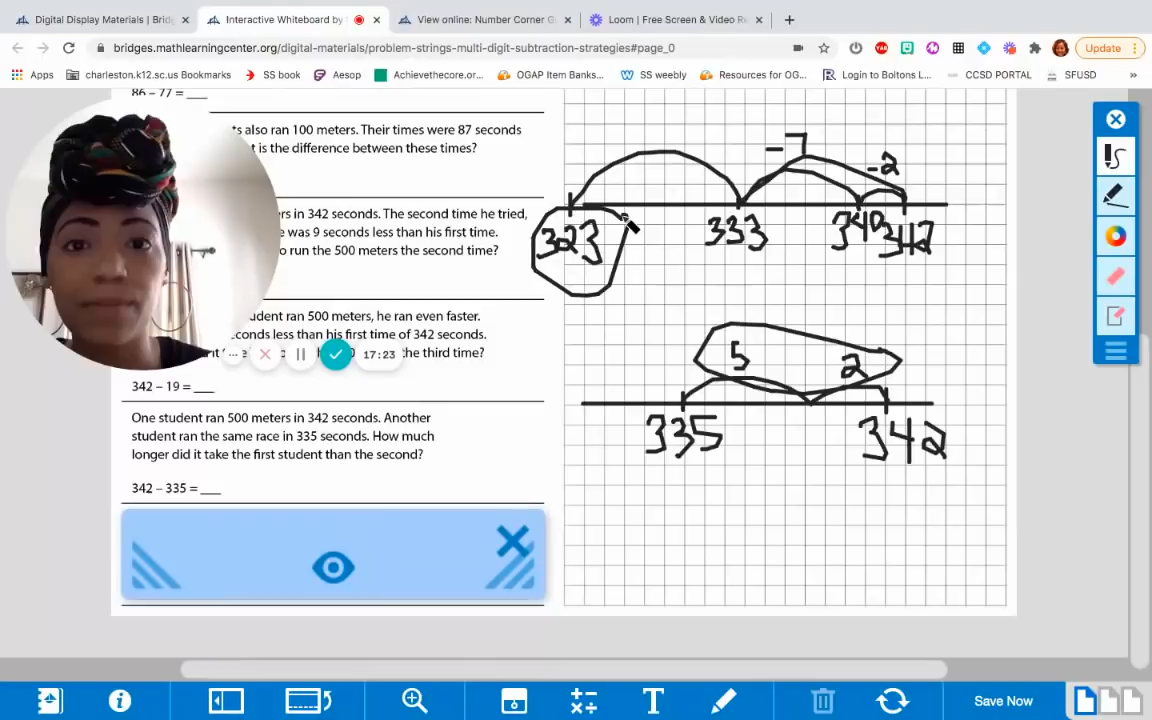 Digital Display Materials | Brid
Interactive Whiteboard by
View online: Number Corner G
Loom | Free Screen & Video R
bridges.mathlearningcenter.org/digital-materials/problem-strings-multi-digit-subtraction-strategies#page_0
Update
Apps
charleston.k12.sc.us Bookmarks
SS book
Aesop
Achievethecore.or...
OGAP Item Banks...
SS weekly
Resources for OG...
Login to Boltons L...
CCSD PORTAL
SFUSD
86 – 77 = ___
ts also ran 100 meters. Their times were 87 seconds
t is the difference between these times?
rs in 342 seconds. The second time he tried,
e was 9 seconds less than his first time.
o run the 500 meters the second time?
udent ran 500 meters, he ran even faster.
econds less than his first time of 342 seconds.
the third time?
17:23
342 – 19 = ___
One student ran 500 meters in 342 seconds. Another
student ran the same race in 335 seconds. How much
longer did it take the first student than the second?
342 – 335 = ___
-7
-2
323
333
340
342
5
2
335
342
Save Now